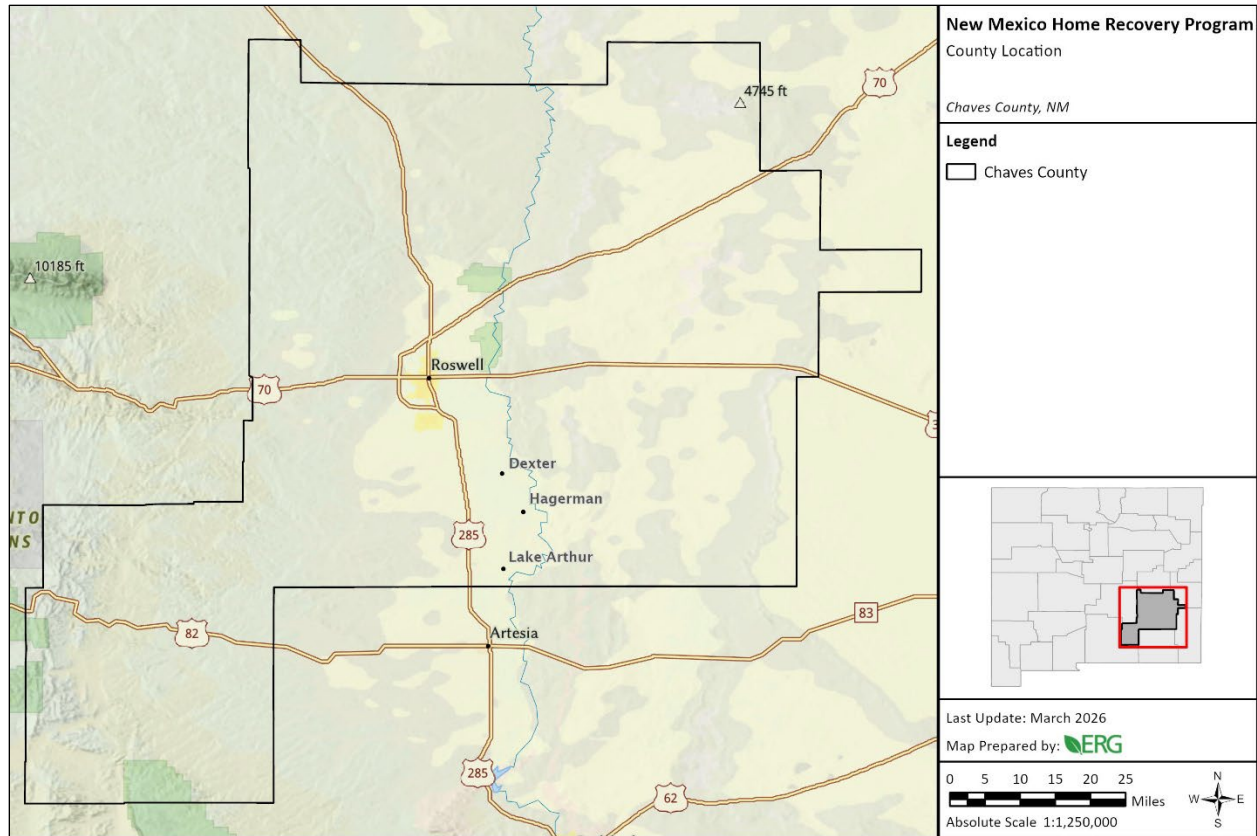 New Mexico Home Recovery Program
County Location
Chaves County, NM
Legend
Chaves County
4745 ft
70
10185 ft
Roswell
70
Dexter
Hagerman
285
Lake Arthur
NTO
NS
82
83
Artesia
285
62
Last Update: March 2026
Map Prepared by: ERG
0 5 10 15 20 25
Miles
Absolute Scale 1:1,250,000
N
W E
S